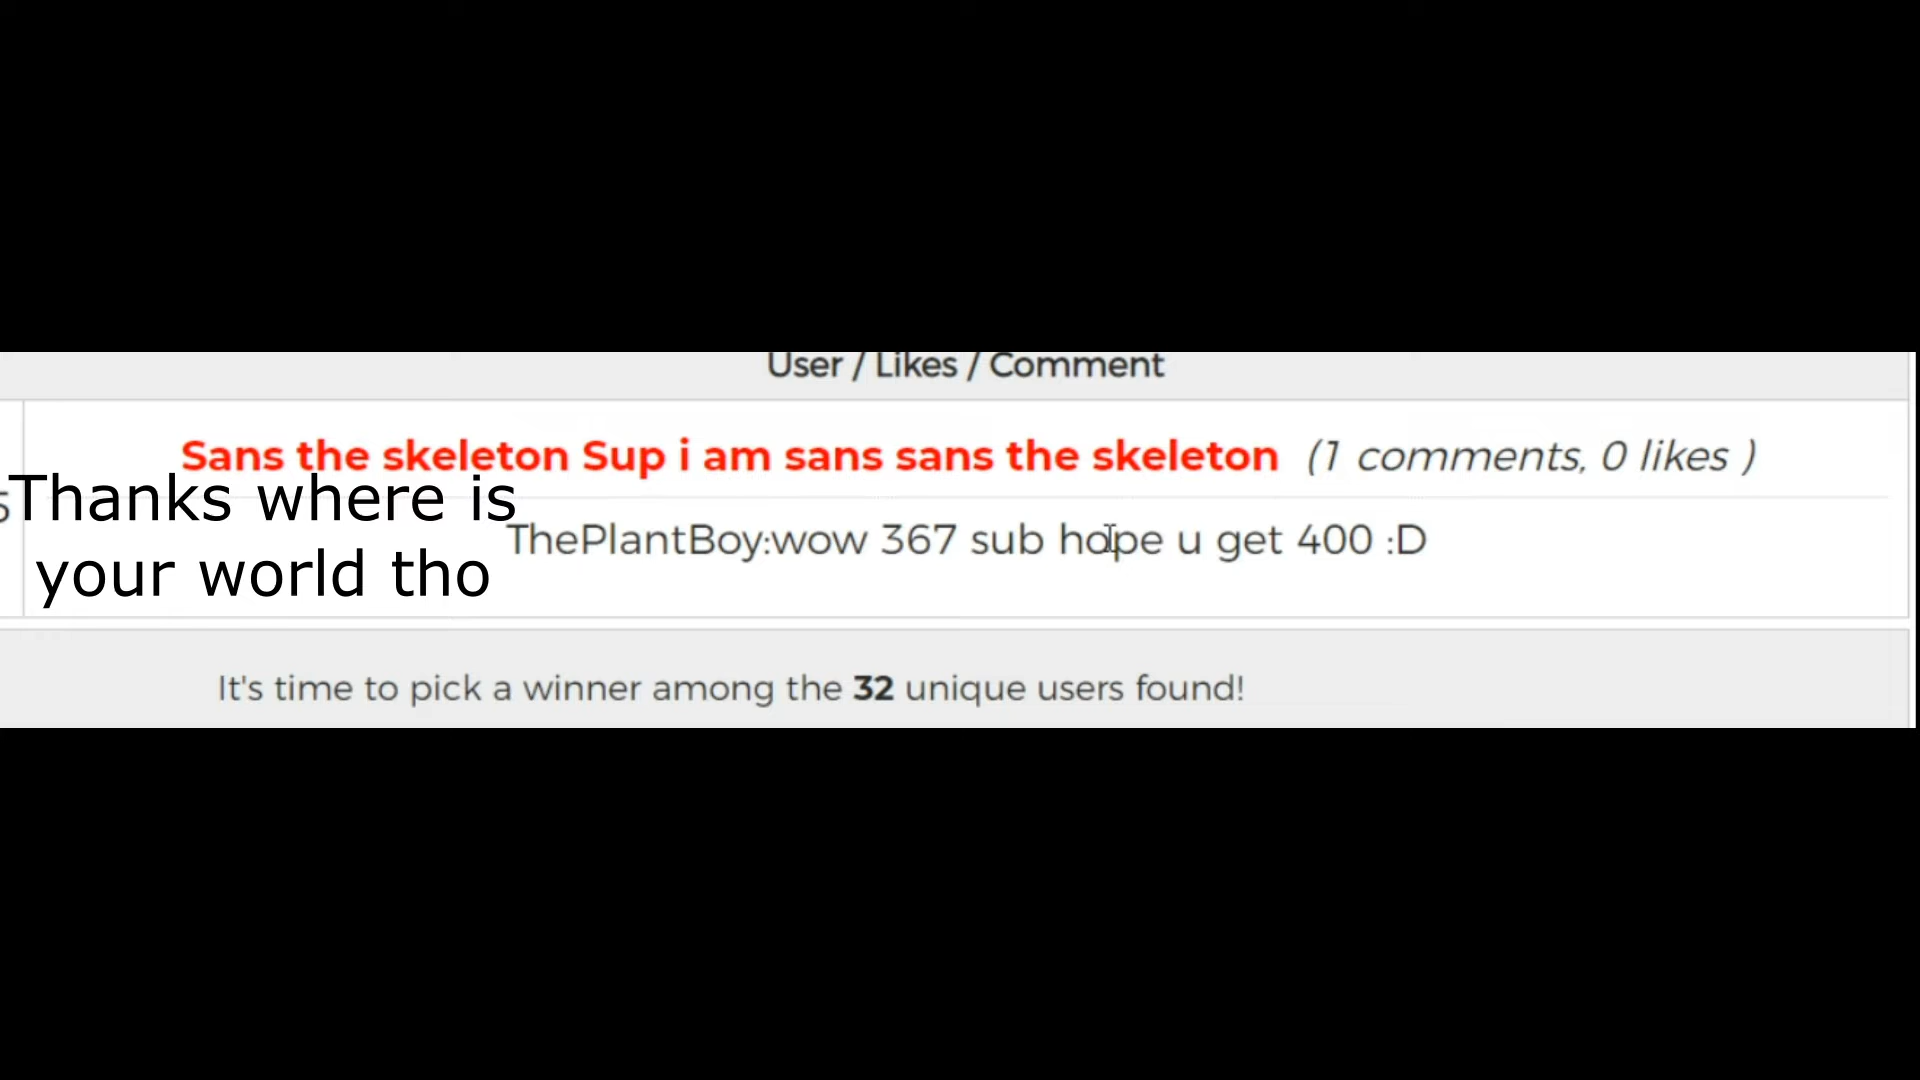 User / Likes / Comment
Sans the skeleton Sup i am sans sans the skeleton (1 comments, 0 likes )
Thanks where is
your world tho
ThePlantBoy:wow 367 sub hope u get 400 :D
It's time to pick a winner among the 32 unique users found!